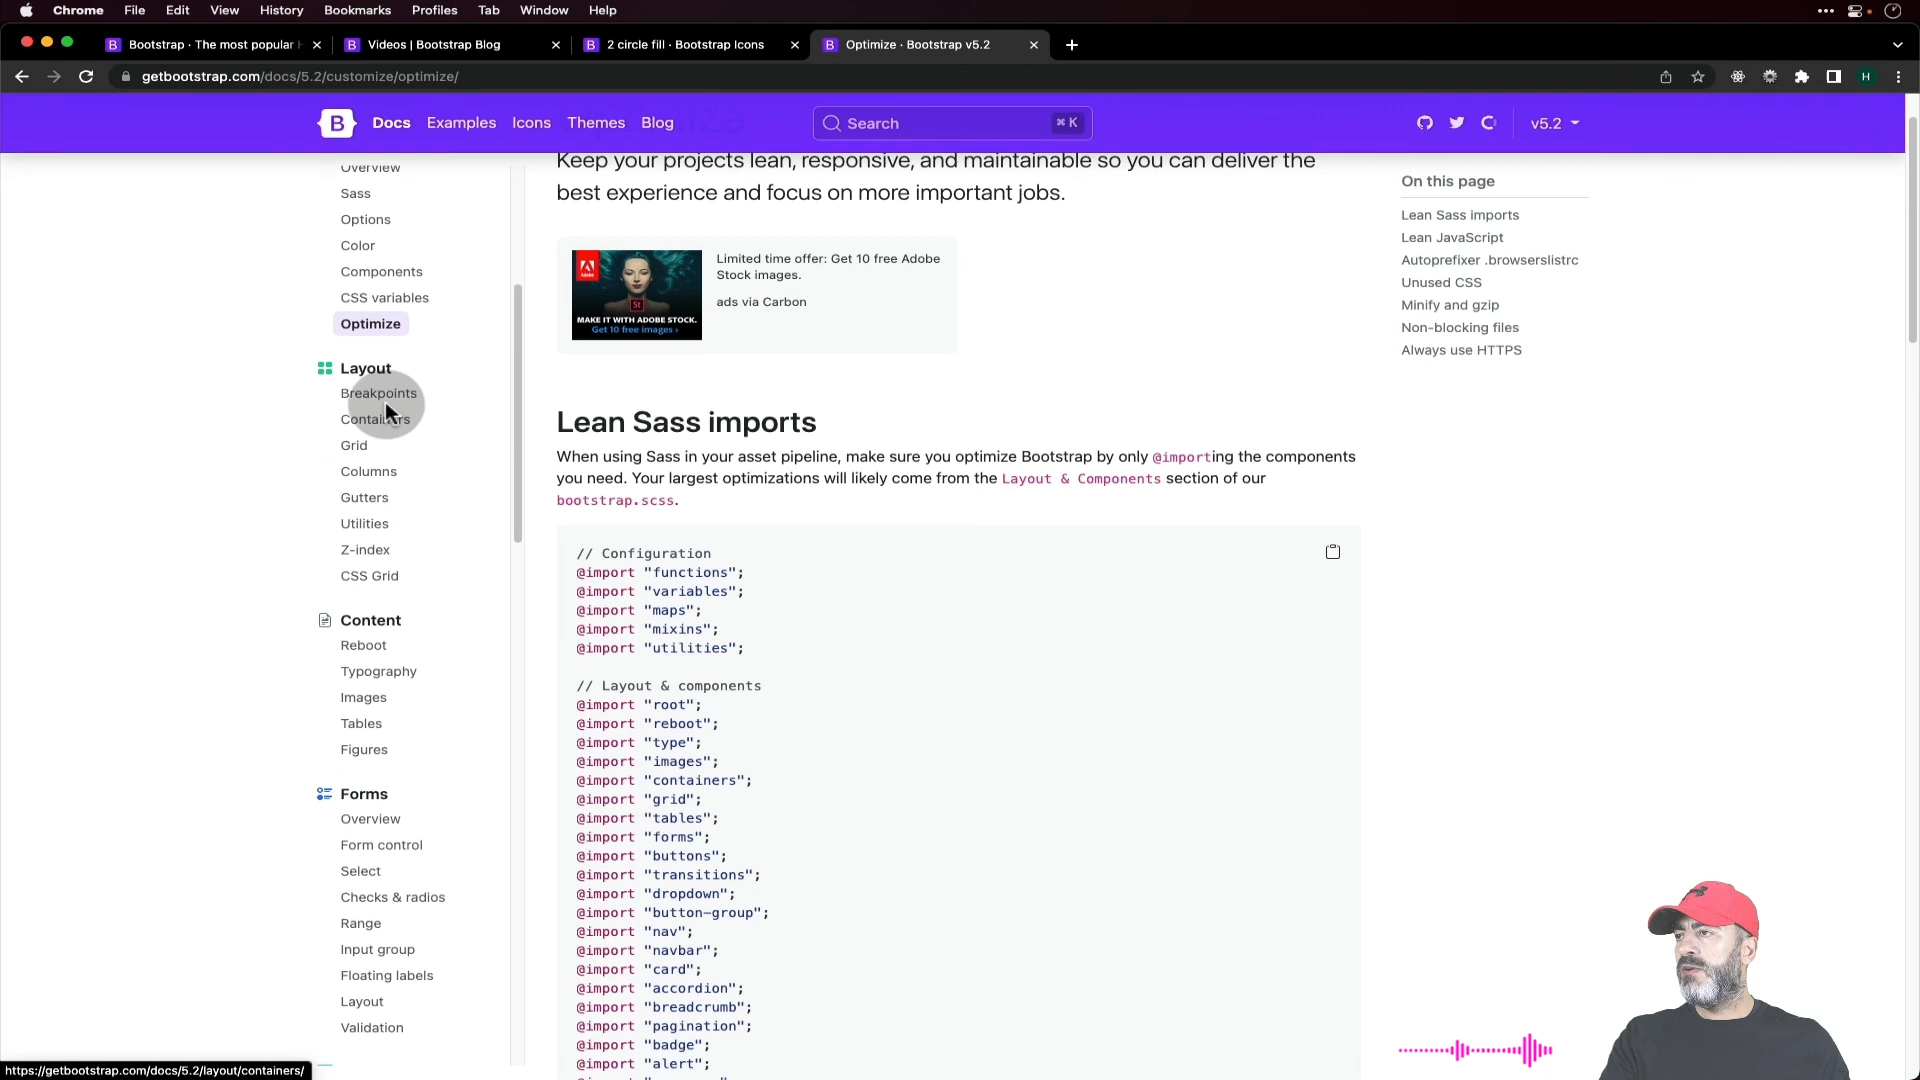 Chrome File Edit View History Bookmarks Profiles Tab Window Help
Bootstrap · The most popular H
Videos | Bootstrap Blog
2 circle fill · Bootstrap Icons
Optimize · Bootstrap v5.2
getbootstrap.com/docs/5.2/customize/optimize/
H
B Docs Examples Icons Themes Blog
Search ⌘ K
v5.2
Overview
Sass
Options
Color
Components
CSS variables
Optimize
Layout
Breakpoints
Containers
Grid
Columns
Gutters
Utilities
Z-index
CSS Grid
Content
Reboot
Typography
Images
Tables
Figures
Forms
Overview
Form control
Select
Checks & radios
Range
Input group
Floating labels
Layout
Validation
https://getbootstrap.com/docs/5.2/layout/containers/
Keep your projects lean, responsive, and maintainable so you can deliver the
best experience and focus on more important jobs.
Adobe
St
MAKE IT WITH ADOBE STOCK.
Get 10 free images ›
Limited time offer: Get 10 free Adobe
Stock images.
ads via Carbon
Lean Sass imports
When using Sass in your asset pipeline, make sure you optimize Bootstrap by only @importing the components
you need. Your largest optimizations will likely come from the Layout & Components section of our
bootstrap.scss.
// Configuration
@import "functions";
@import "variables";
@import "maps";
@import "mixins";
@import "utilities";
// Layout & components
@import "root";
@import "reboot";
@import "type";
@import "images";
@import "containers";
@import "grid";
@import "tables";
@import "forms";
@import "buttons";
@import "transitions";
@import "dropdown";
@import "button-group";
@import "nav";
@import "navbar";
@import "card";
@import "accordion";
@import "breadcrumb";
@import "pagination";
@import "badge";
@import "alert";
On this page
Lean Sass imports
Lean JavaScript
Autoprefixer .browserslistrc
Unused CSS
Minify and gzip
Non-blocking files
Always use HTTPS